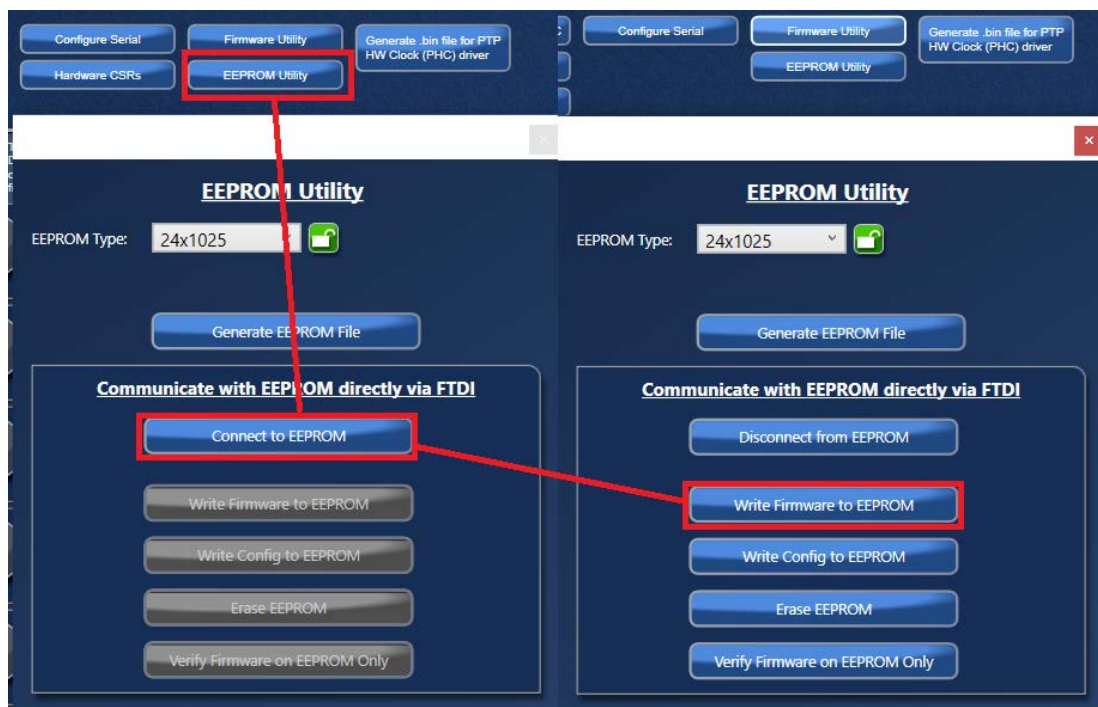 Configure Serial
Firmware Utility
Generate .bin file for PTP
HW Clock (PHC) driver
Hardware CSRs
EEPROM Utility
EEPROM Utility
EEPROM Type:
24x1025
Generate EEPROM File
Communicate with EEPROM directly via FTDI
Connect to EEPROM
Write Firmware to EEPROM
Write Config to EEPROM
Erase EEPROM
Verify Firmware on EEPROM Only
Configure Serial
Firmware Utility
Generate .bin file for PTP
HW Clock (PHC) driver
EEPROM Utility
EEPROM Utility
EEPROM Type:
24x1025
Generate EEPROM File
Communicate with EEPROM directly via FTDI
Disconnect from EEPROM
Write Firmware to EEPROM
Write Config to EEPROM
Erase EEPROM
Verify Firmware on EEPROM Only